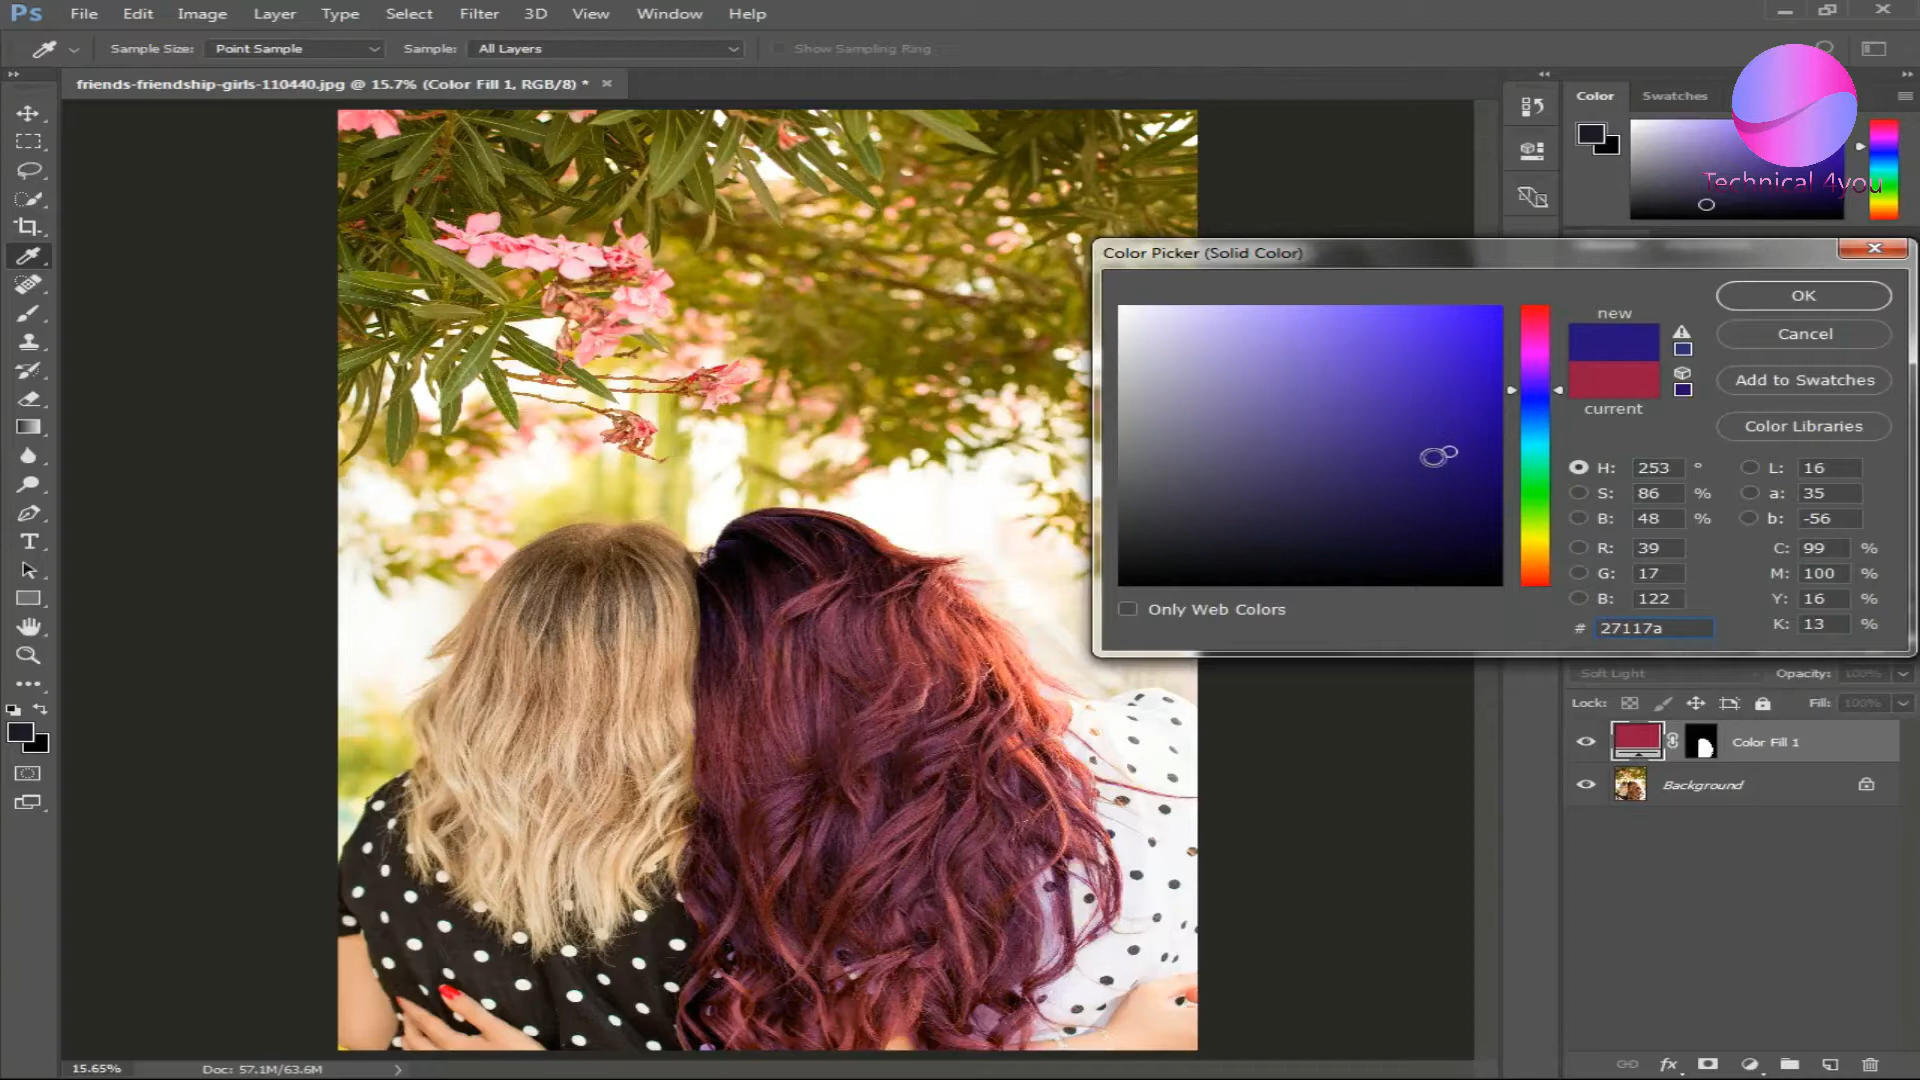 Ps File Edit Image Layer Type Select Filter 3D View Window Help
Sample Size: Point Sample Sample: All Layers Show Sampling Ring
friends-friendship-girls-110440.jpg @ 15.7% (Color Fill 1, RGB/8) *
Color Swatches
Technical 4you
Color Picker (Solid Color)
new
OK
Cancel
Add to Swatches
current
Color Libraries
H: 253 ° L: 16
S: 86 % a: 35
B: 48 % b: -56
R: 39 C: 99 %
G: 17 M: 100 %
B: 122 Y: 16 %
# 27117a K: 13 %
Only Web Colors
Soft Light Opacity: 100%
Lock: Fill: 100%
Color Fill 1
Background
T
fx
15.65% Doc: 57.1M/63.6M